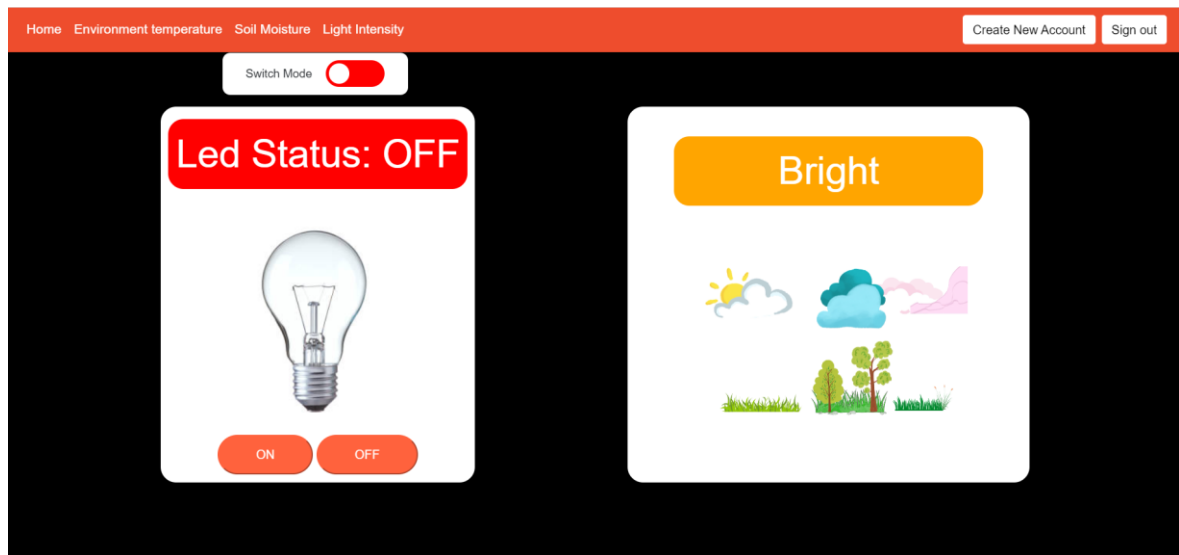 Home Environment temperature Soil Moisture Light Intensity Create New Account Sign out
Switch Mode
Led Status: OFF
Bright
ON OFF